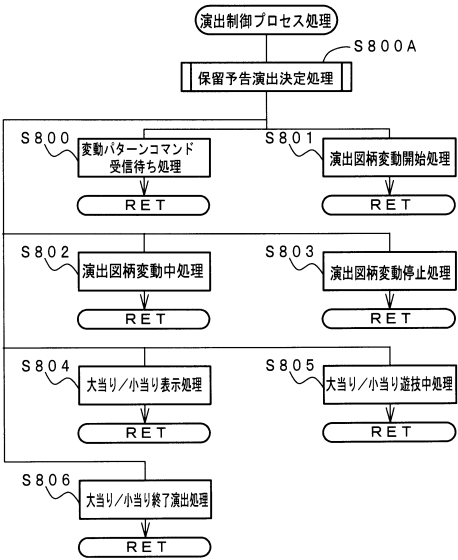 演出制御プロセス処理
S800A
保留予告演出決定処理
S800
変動パターンコマンド
受信待ち処理
RET
S801
演出図柄変動開始処理
RET
S802
演出図柄変動中処理
RET
S803
演出図柄変動停止処理
RET
S804
大当り/小当り表示処理
RET
S805
大当り/小当り遊技中処理
RET
S806
大当り/小当り終了演出処理
RET